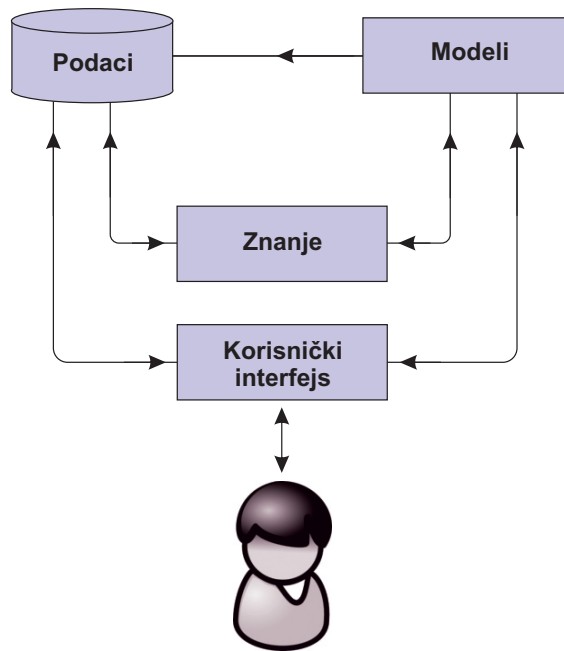 Podaci
Modeli
Znanje
Korisnički
interfejs